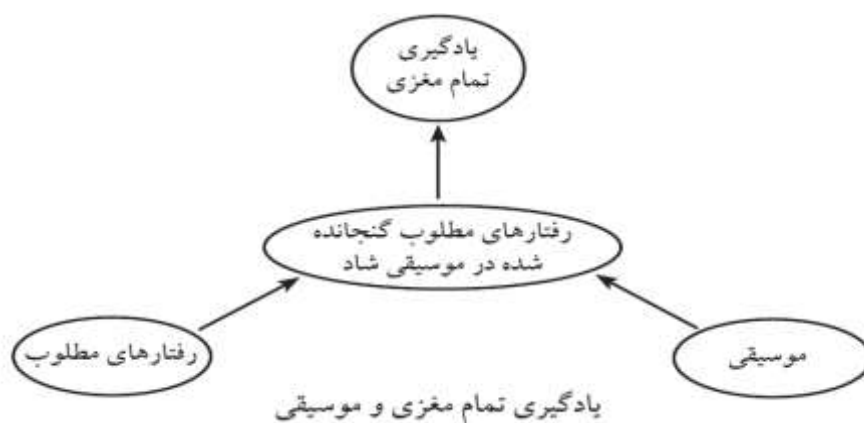 یادگیری
تمام مغزی
رفتارهای مطلوب گنجانده
شده در موسیقی شاد
موسیقی
رفتارهای مطلوب
یادگیری تمام مغزی و موسیقی